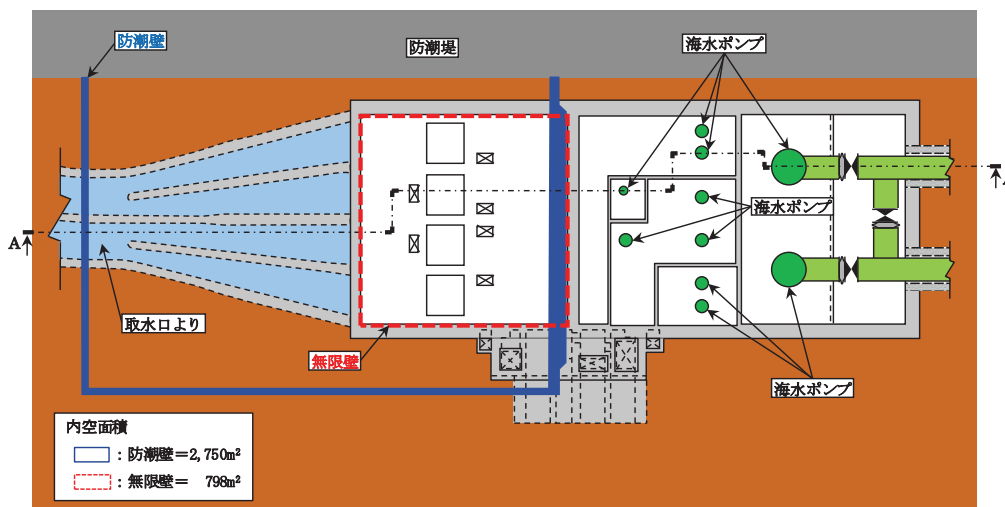 防潮壁
防潮堤
海水ポンプ
海水ポンプ
A
A
取水口より
無限壁
海水ポンプ
内空面積
：防潮壁＝2,750m²
：無限壁＝ 798m²